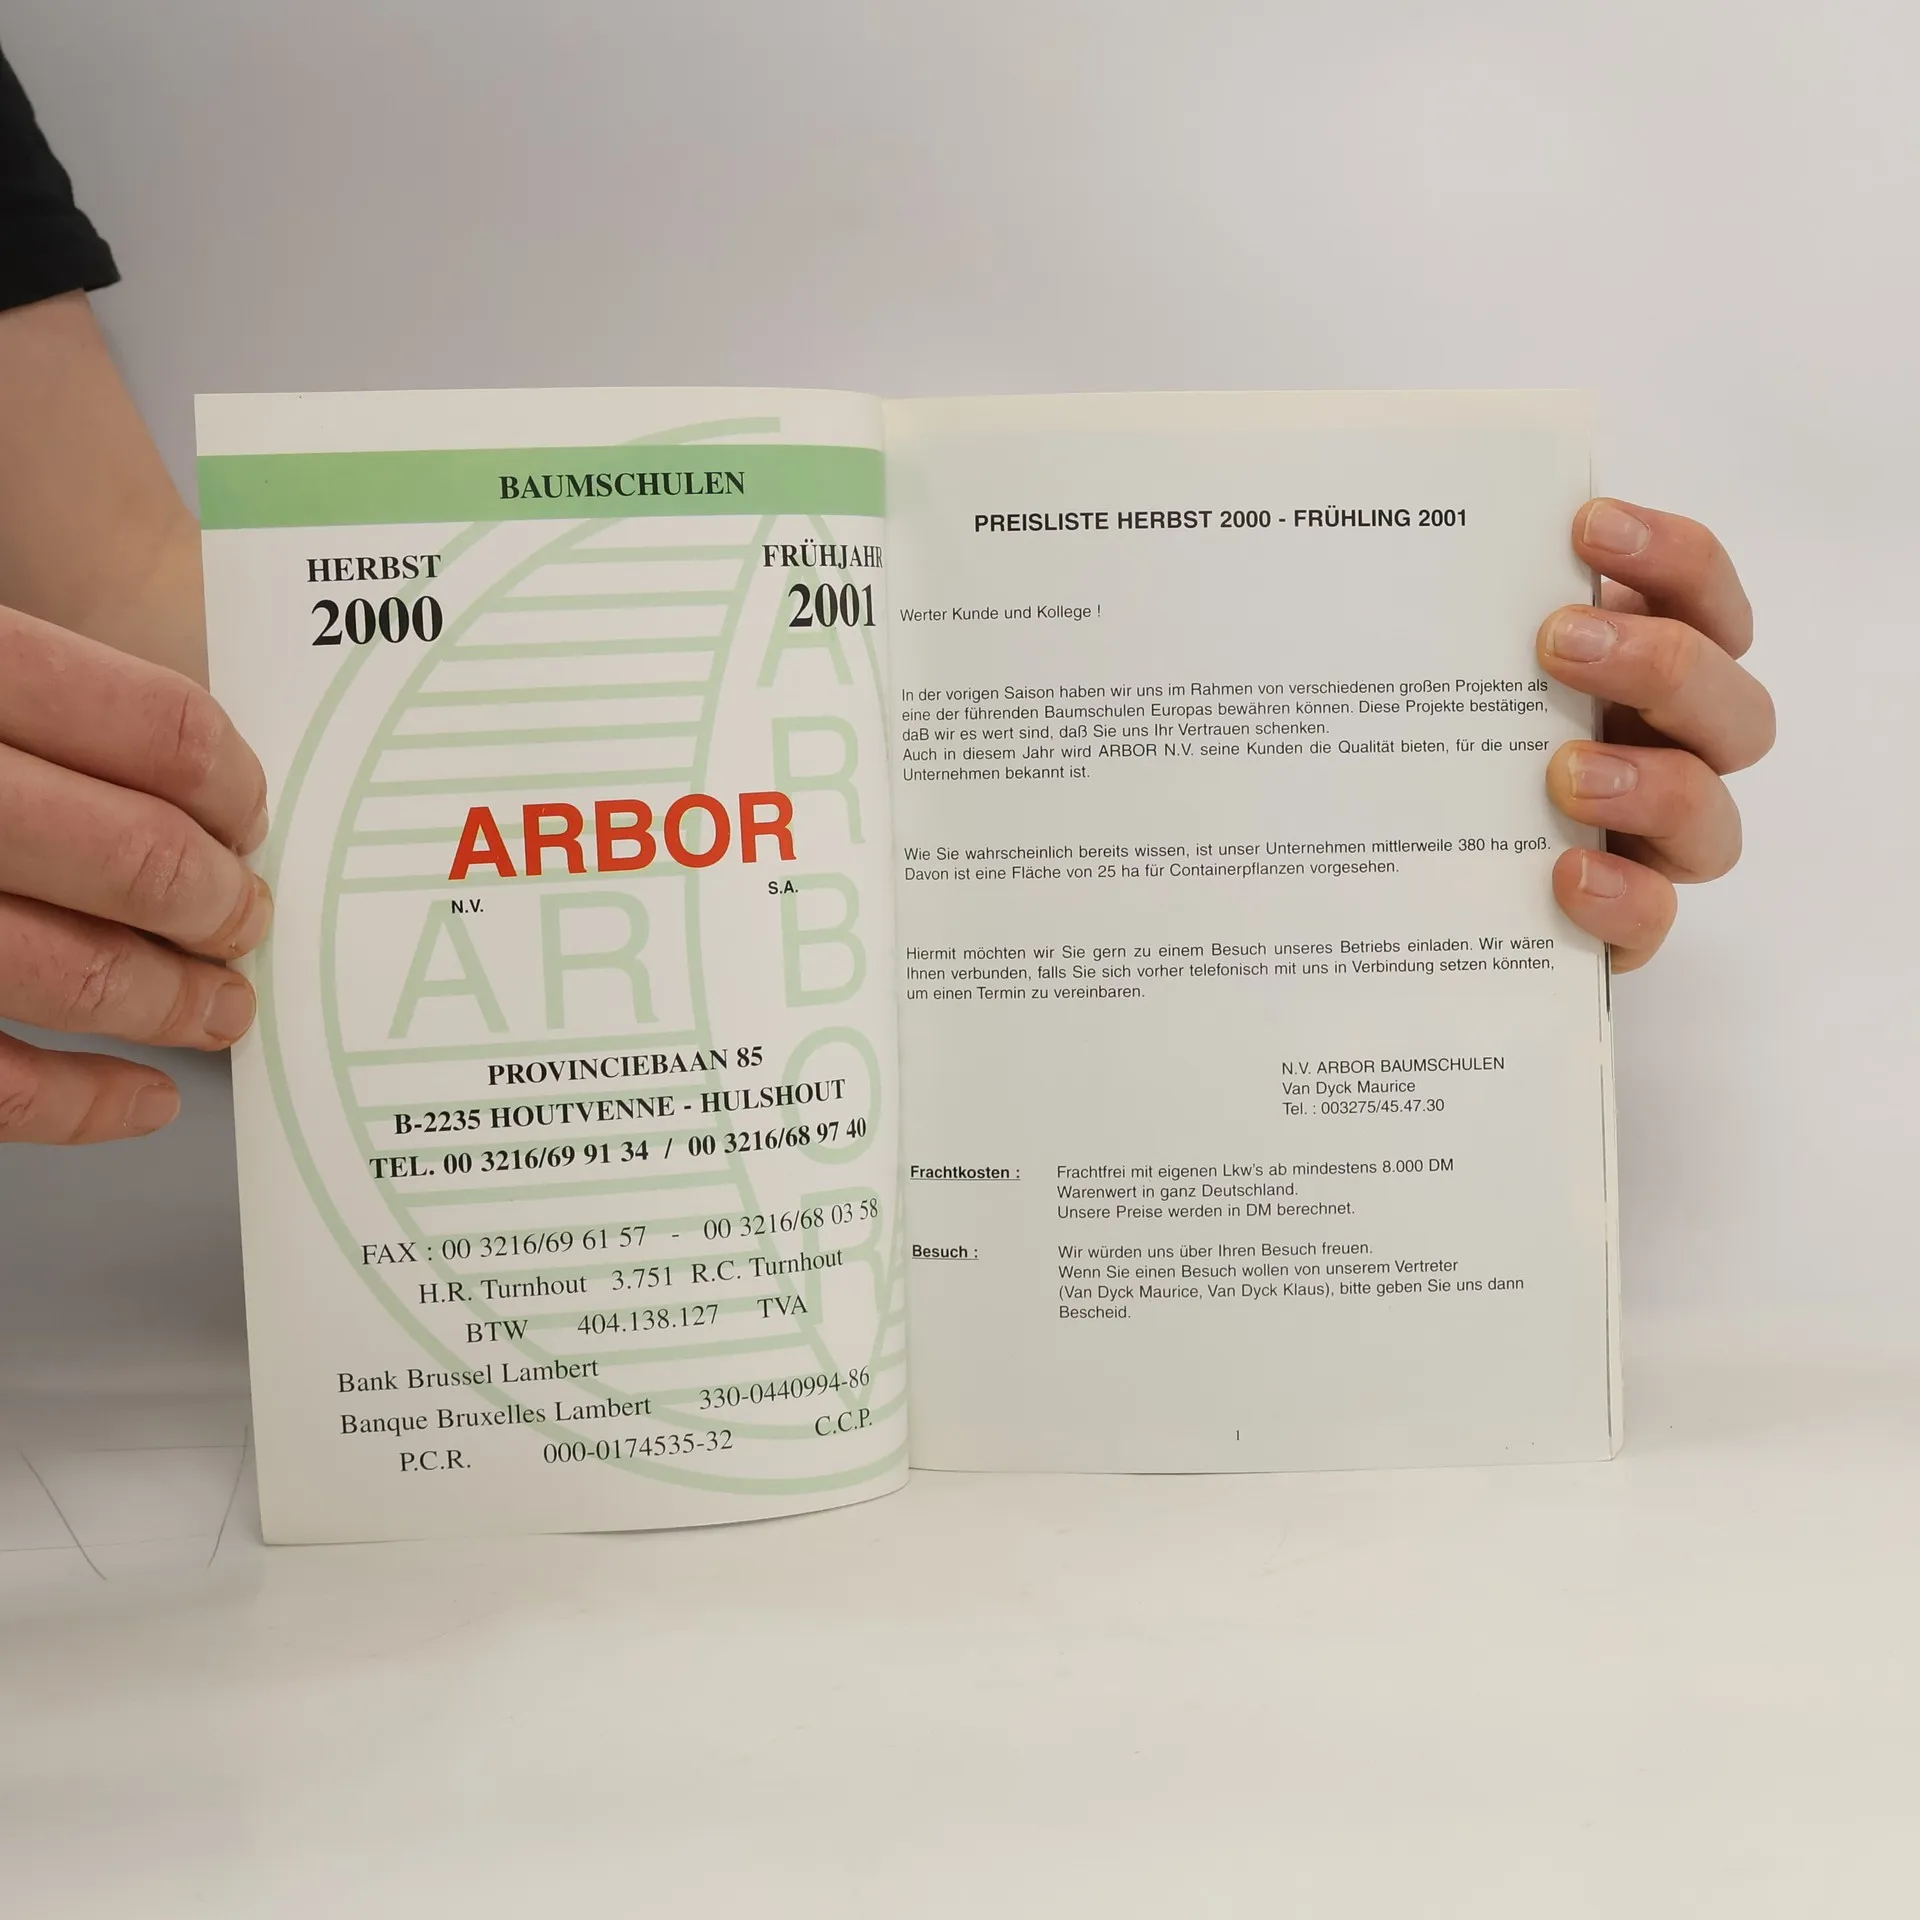 BAUMSCHULEN
HERBST FRÜHJAHR
2000 2001
ARBOR
N.V. S.A.
AR
ARBOR
PROVINCIEBAAN 85
B-2235 HOUTVENNE - HULSHOUT
TEL. 00 3216/69 91 34 / 00 3216/68 97 40
FAX : 00 3216/69 61 57 - 00 3216/68 03 58
H.R. Turnhout 3.751 R.C. Turnhout
BTW 404.138.127 TVA
Bank Brussel Lambert
Banque Bruxelles Lambert 330-0440994-86
P.C.R. 000-0174535-32 C.C.P.
PREISLISTE HERBST 2000 - FRÜHLING 2001
Werter Kunde und Kollege !
In der vorigen Saison haben wir uns im Rahmen von verschiedenen großen Projekten als
eine der führenden Baumschulen Europas bewähren können. Diese Projekte bestätigen,
daB wir es wert sind, daß Sie uns Ihr Vertrauen schenken.
Auch in diesem Jahr wird ARBOR N.V. seine Kunden die Qualität bieten, für die unser
Unternehmen bekannt ist.
Wie Sie wahrscheinlich bereits wissen, ist unser Unternehmen mittlerweile 380 ha groß.
Davon ist eine Fläche von 25 ha für Containerpflanzen vorgesehen.
Hiermit möchten wir Sie gern zu einem Besuch unseres Betriebs einladen. Wir wären
Ihnen verbunden, falls Sie sich vorher telefonisch mit uns in Verbindung setzen könnten,
um einen Termin zu vereinbaren.
N.V. ARBOR BAUMSCHULEN
Van Dyck Maurice
Tel. : 003275/45.47.30
Frachtkosten : Frachtfrei mit eigenen Lkw's ab mindestens 8.000 DM
Warenwert in ganz Deutschland.
Unsere Preise werden in DM berechnet.
Besuch : Wir würden uns über Ihren Besuch freuen.
Wenn Sie einen Besuch wollen von unserem Vertreter
(Van Dyck Maurice, Van Dyck Klaus), bitte geben Sie uns dann
Bescheid.
1